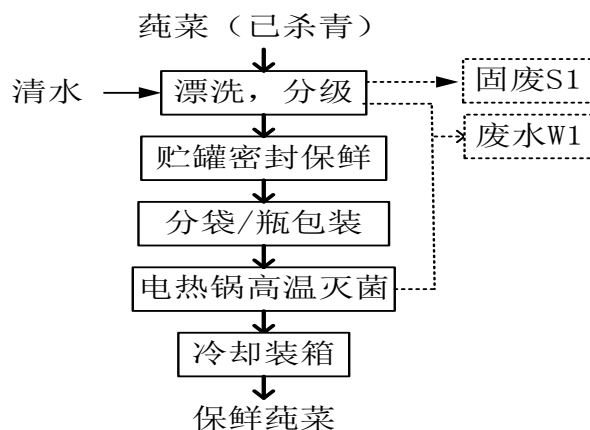 莼菜（已杀青）
清水
漂洗，分级
固废S1
废水W1
贮罐密封保鲜
分袋/瓶包装
电热锅高温灭菌
冷却装箱
保鲜莼菜